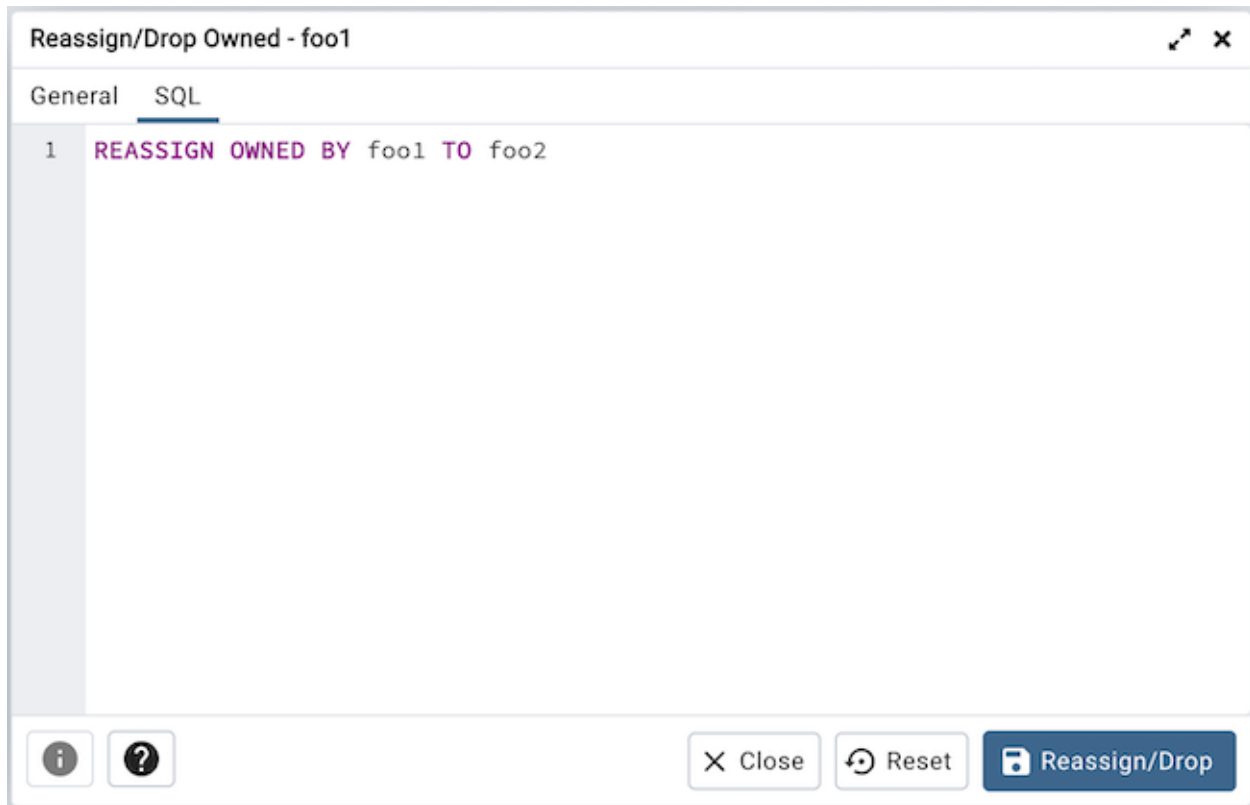 Reassign/Drop Owned - foo1
General SQL
1 REASSIGN OWNED BY foo1 TO foo2
Close Reset Reassign/Drop